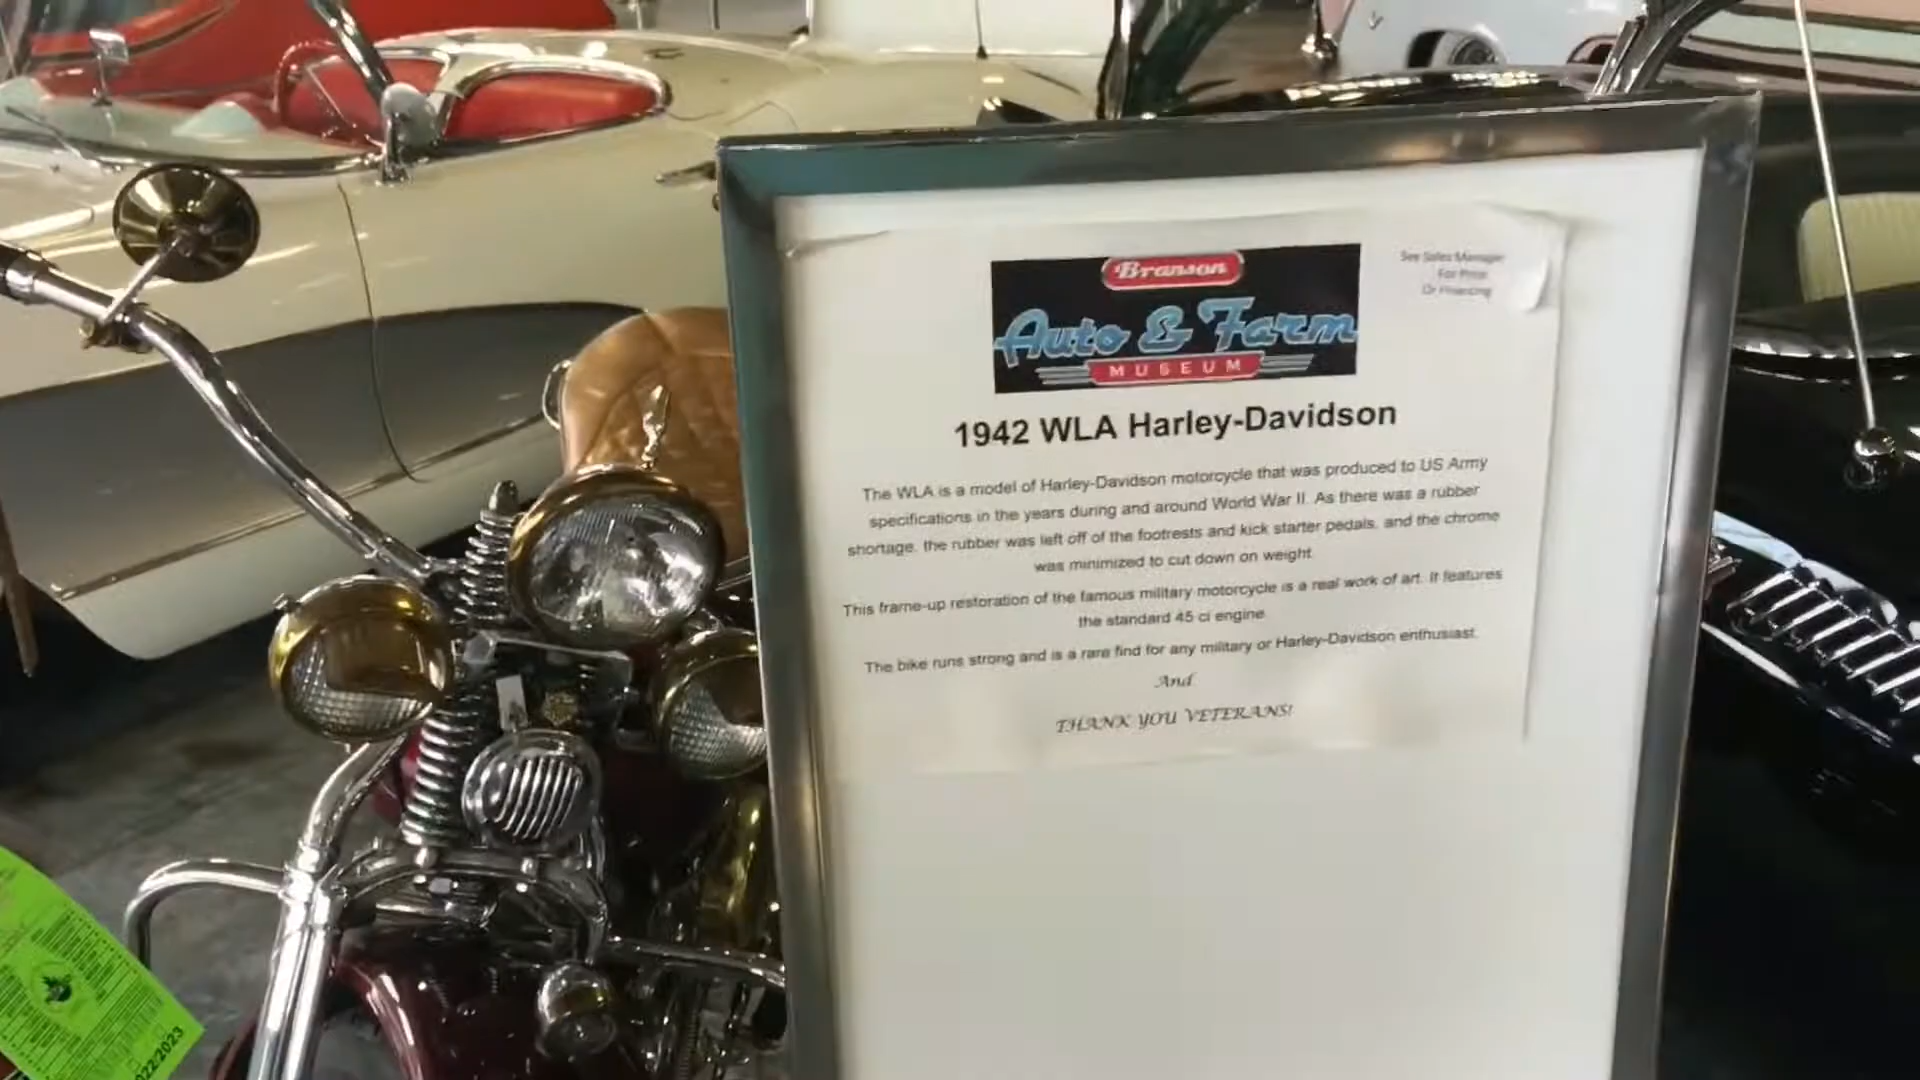 Branson
Auto & Farm
MUSEUM
See Sales Manager
For Price
Or Financing
1942 WLA Harley-Davidson
The WLA is a model of Harley-Davidson motorcycle that was produced to US Army
specifications in the years during and around World War II. As there was a rubber
shortage, the rubber was left off of the footrests and kick starter pedals, and the chrome
was minimized to cut down on weight.
This frame-up restoration of the famous military motorcycle is a real work of art. It features
the standard 45 ci engine.
The bike runs strong and is a rare find for any military or Harley-Davidson enthusiast.
And
THANK YOU VETERANS!
022/2023